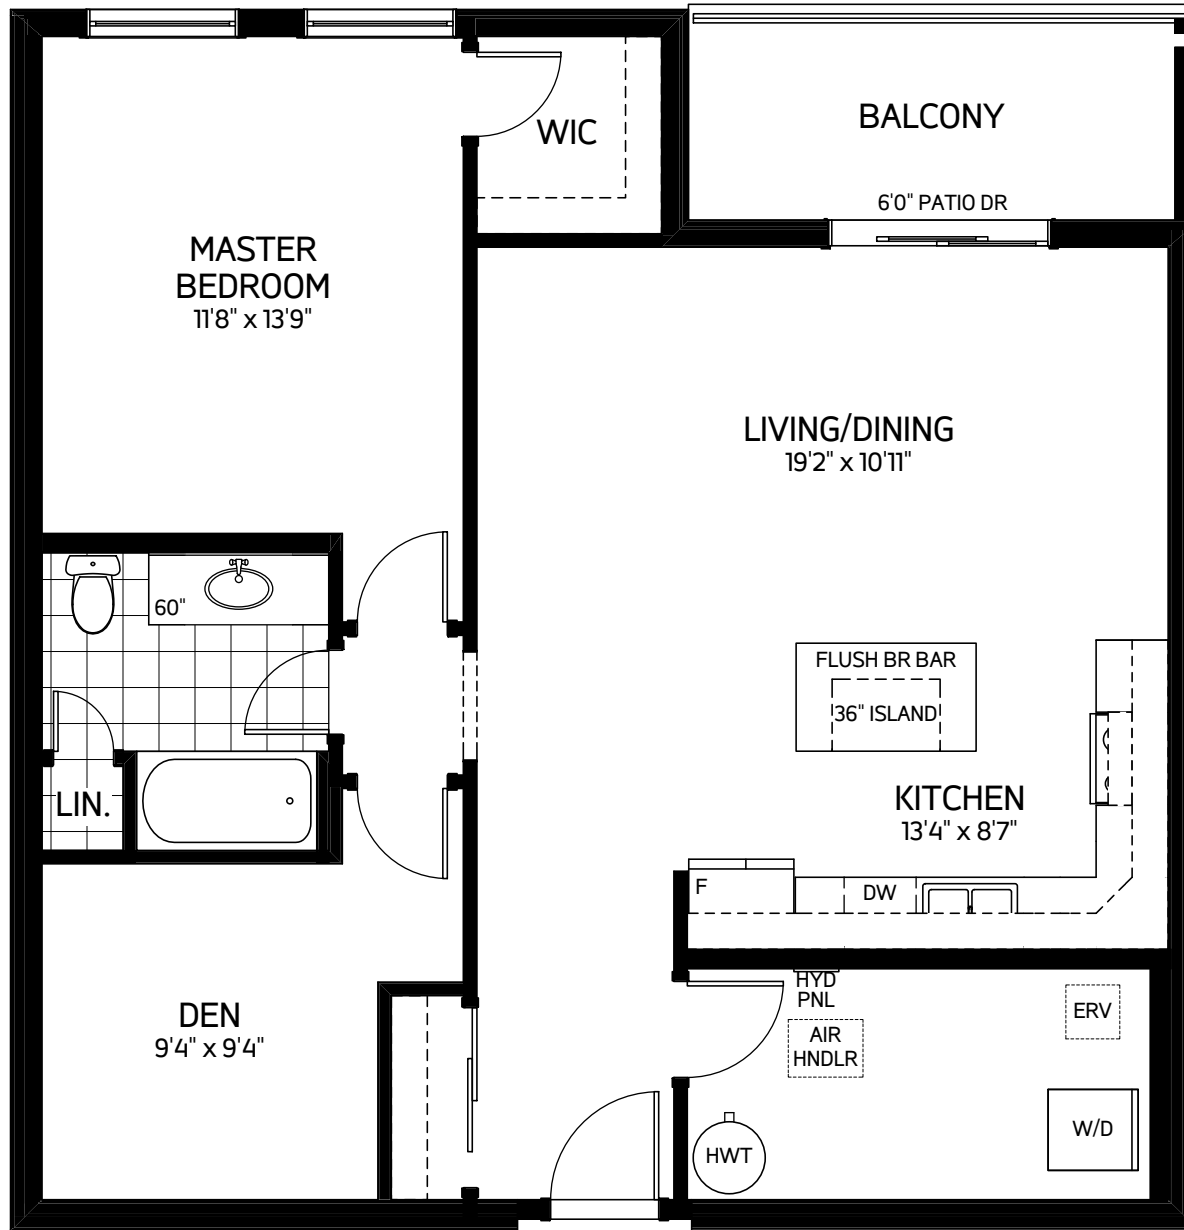 BALCONY
WIC
6'0" PATIO DR
MASTER
BEDROOM
11'8" x 13'9"
LIVING/DINING
19'2" x 10'11"
60"
FLUSH BR BAR
36" ISLAND
LIN.
KITCHEN
13'4" x 8'7"
F
DW
HYD
PNL
DEN
9'4" x 9'4"
AIR
HNDLR
ERV
HWT
W/D